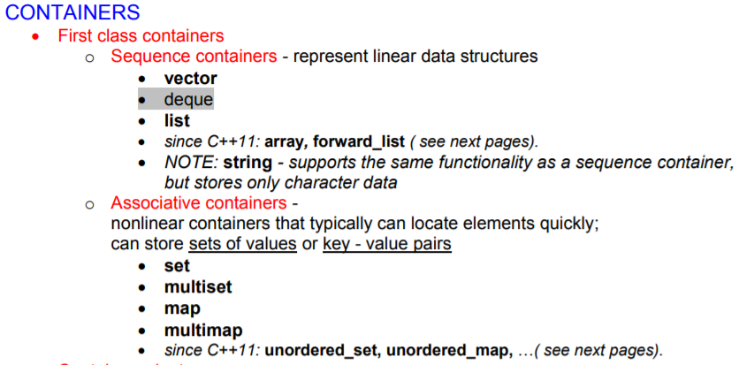 CONTAINERS
• First class containers
o Sequence containers - represent linear data structures
• vector
• deque
• list
• since C++11: array, forward_list ( see next pages).
• NOTE: string - supports the same functionality as a sequence container,
but stores only character data
o Associative containers -
nonlinear containers that typically can locate elements quickly;
can store sets of values or key - value pairs
• set
• multiset
• map
• multimap
• since C++11: unordered_set, unordered_map, …( see next pages).